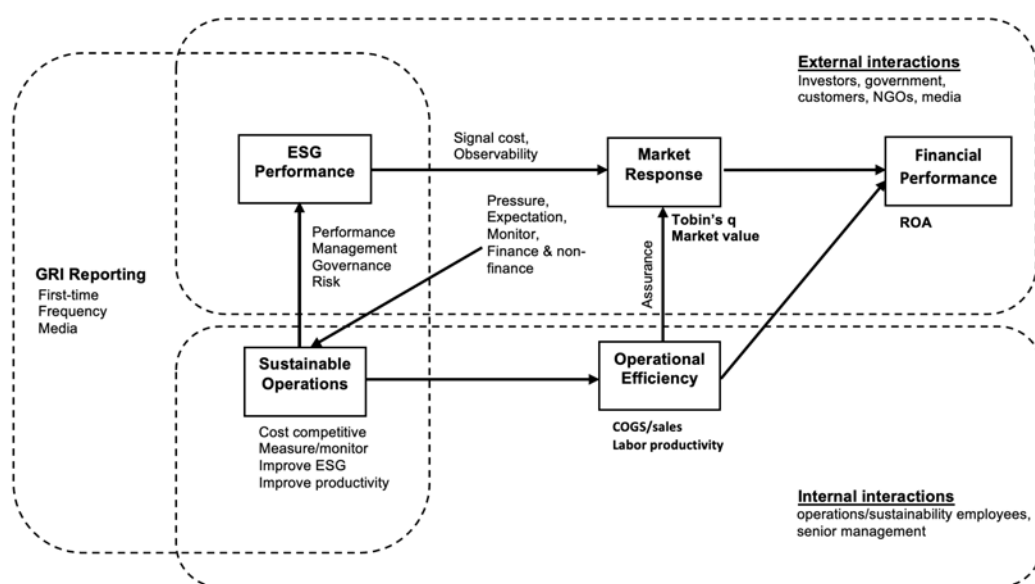 External interactions
Investors, government,
customers, NGOs, media
ESG
Performance
Signal cost,
Observability
Market
Response
Financial
Performance
Pressure,
Expectation,
Monitor,
Finance & non-
finance
Tobin's q
Market value
ROA
Performance
Management
Governance
Risk
GRI Reporting
First-time
Frequency
Media
Assurance
Sustainable
Operations
Operational
Efficiency
Cost competitive
Measure/monitor
Improve ESG
Improve productivity
COGS/sales
Labor productivity
Internal interactions
operations/sustainability employees,
senior management